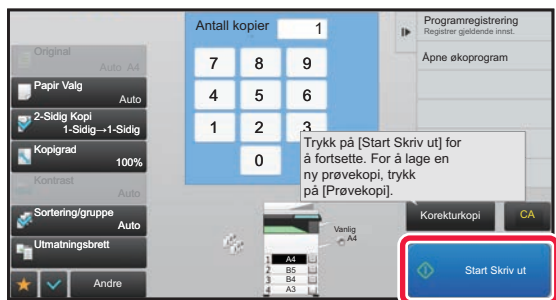 Antall kopier 1
Original
Auto A4
Papir Valg
Auto
2-Sidig Kopi
1-Sidig→1-Sidig
Kopigrad
100%
Kontrast
Auto
Sortering/gruppe
Auto
Utmatningsbrett
Andre
7 8 9
4 5 6
1 2 3
0
Trykk på [Start Skriv ut] for
å fortsette. For å lage en
ny prøvekopi, trykk
på [Prøvekopi].
Vanlig
A4
1 A4
2 B5
3 B4
4 A3
Programregistrering
Registrer gjeldende innst.
Åpne økoprogram
Korekturkopi
CA
Start Skriv ut